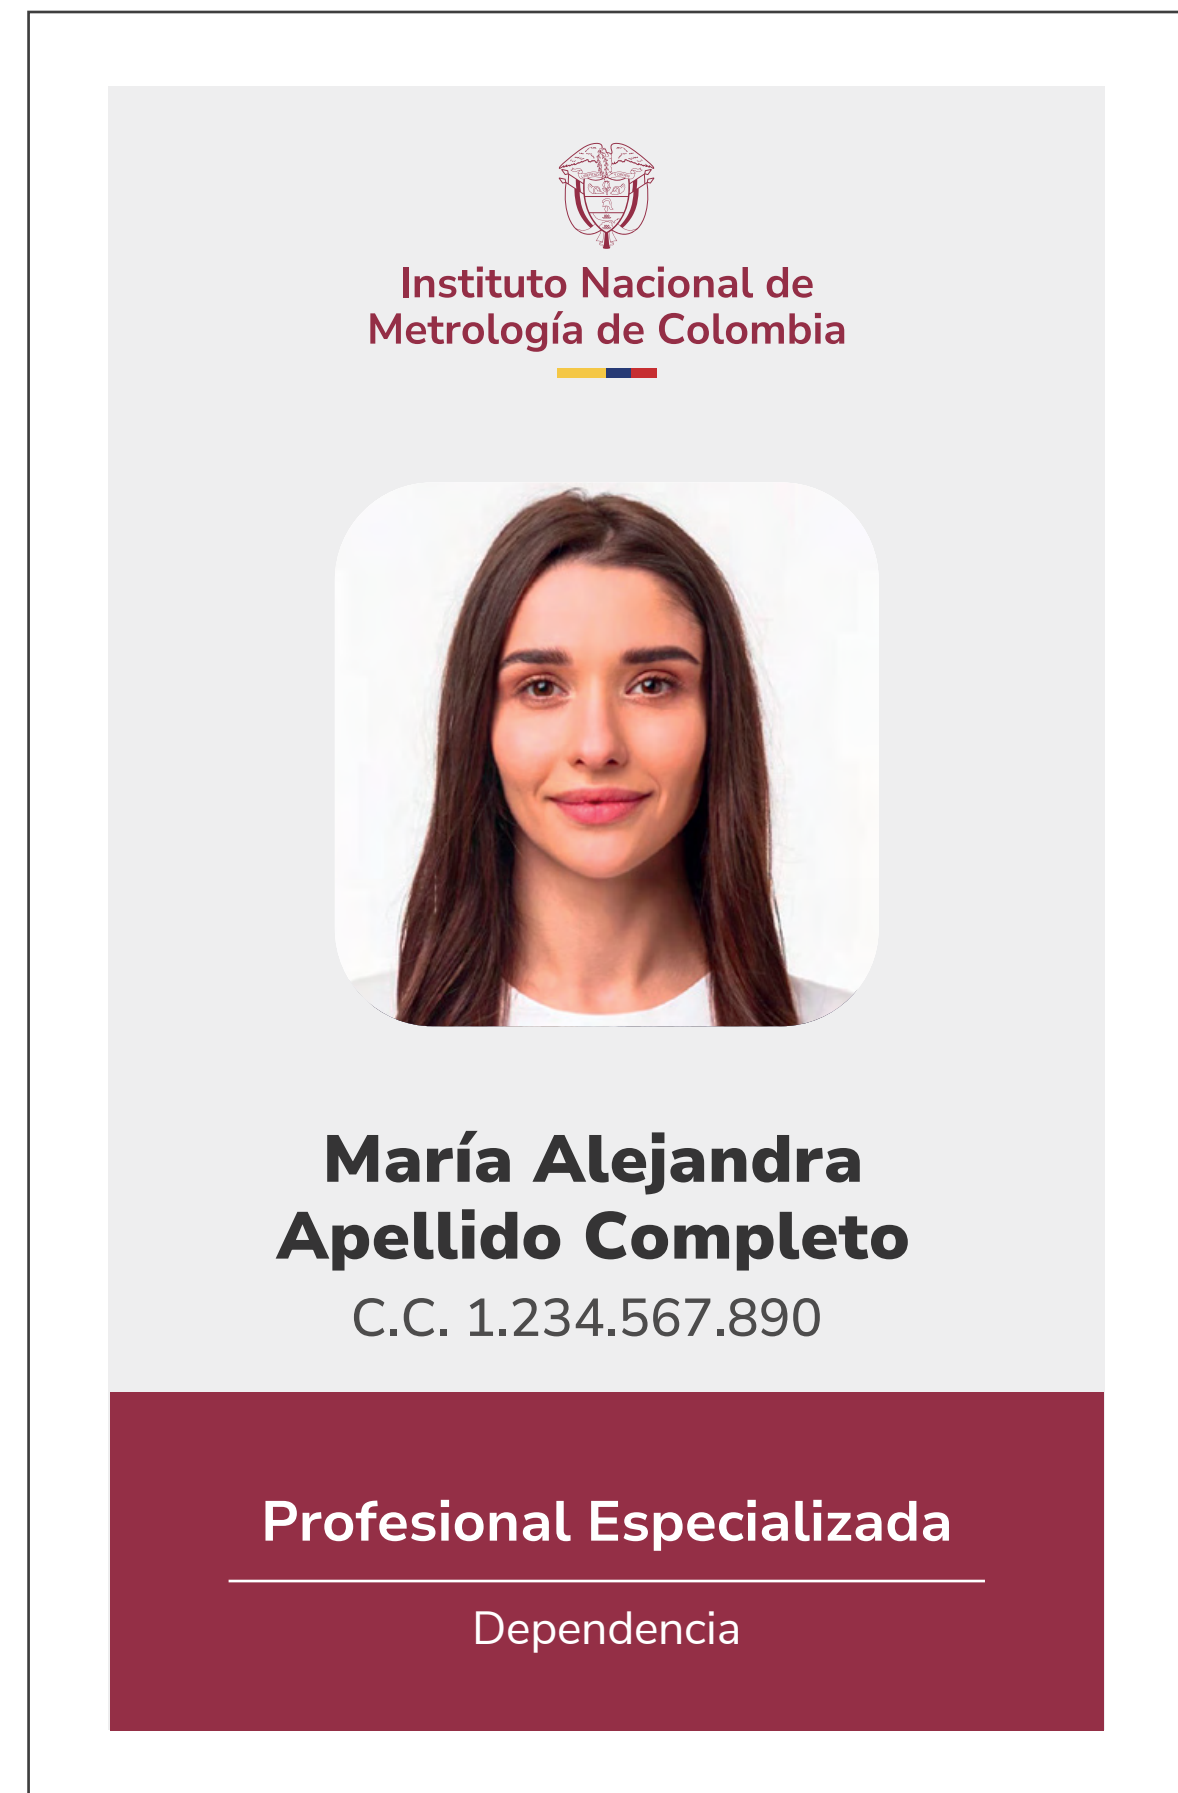 Instituto Nacional de
Metrología de Colombia
María Alejandra
Apellido Completo
C.C. 1.234.567.890
Profesional Especializada
Dependencia